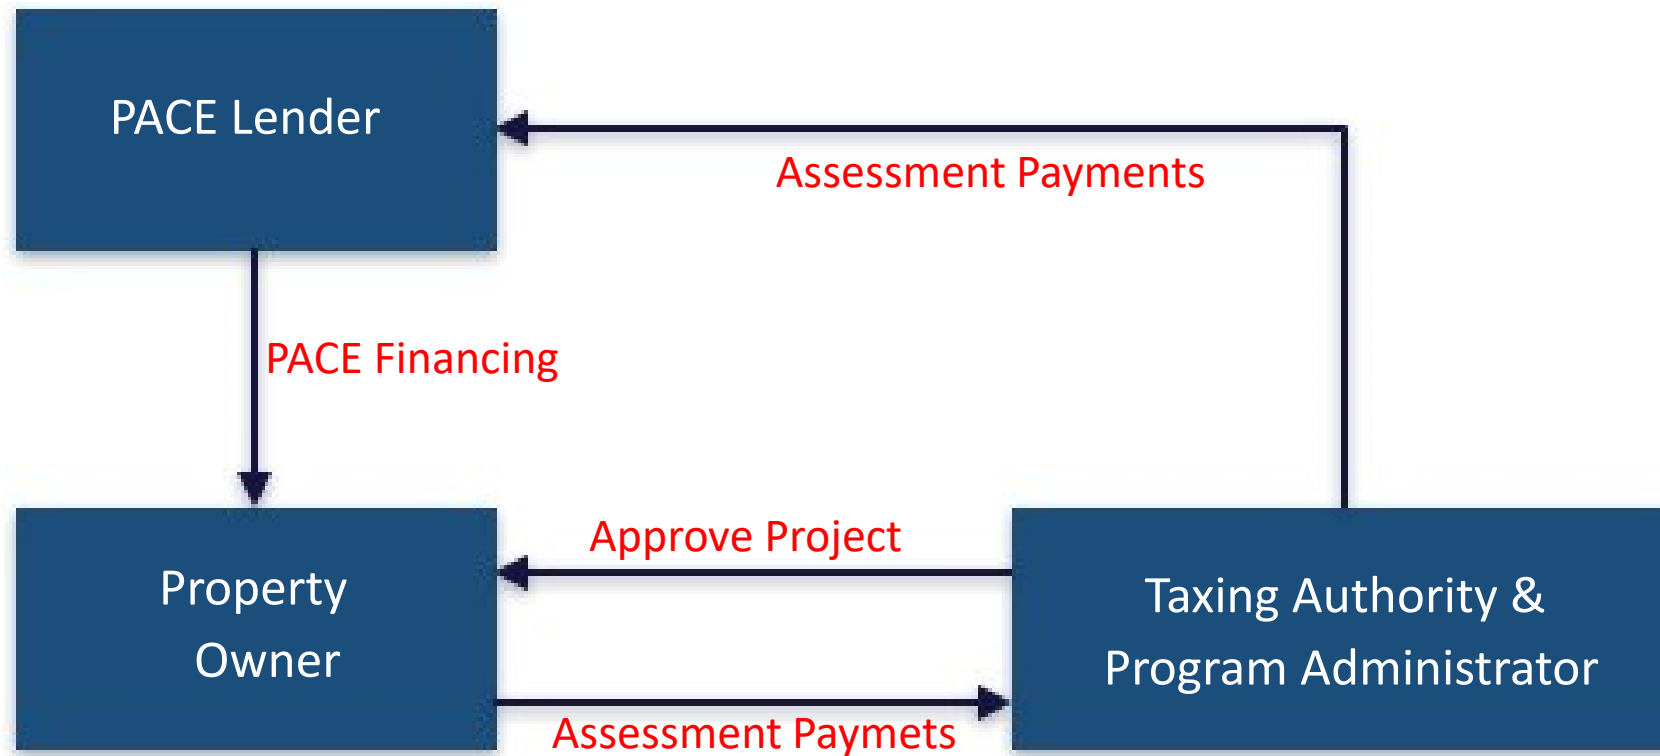 PACE Lender
Assessment Payments
PACE Financing
Approve Project
Property
Owner
Taxing Authority &
Program Administrator
Assessment Paymets